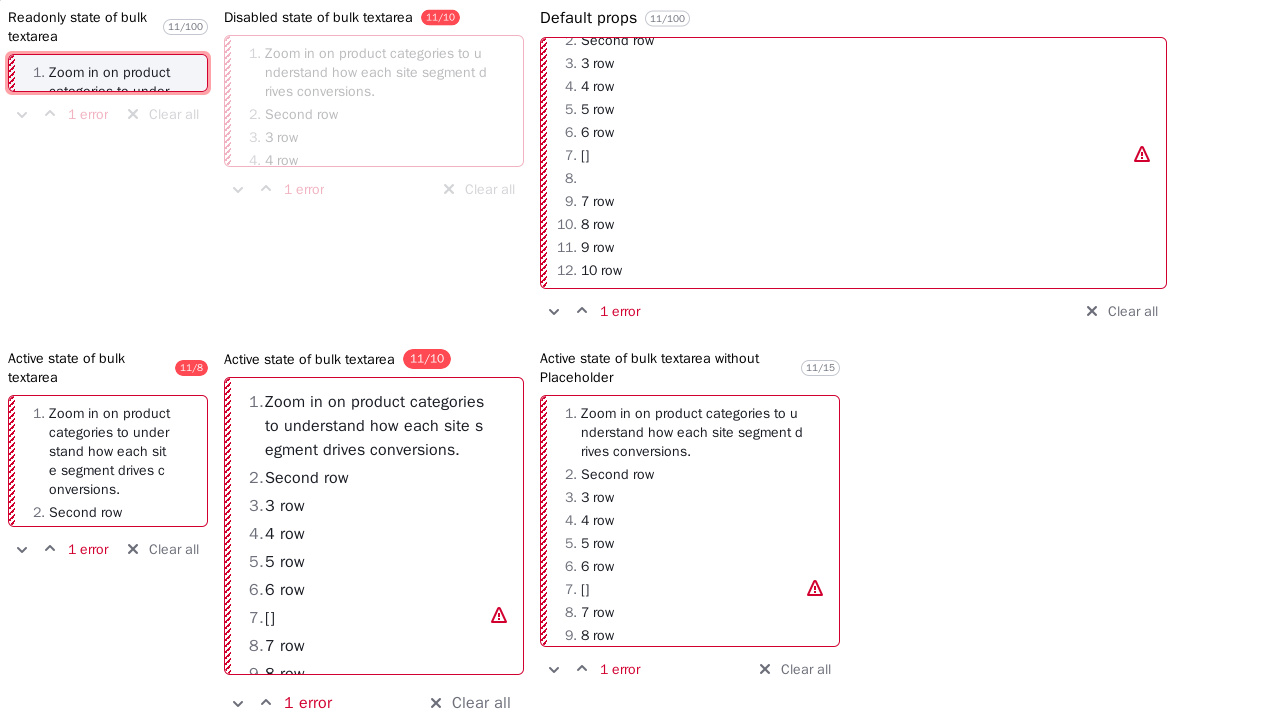 Readonly state of bulk
textarea
11/100
1. Zoom in on product
categories to under
1 error
Clear all
Disabled state of bulk textarea
11/10
1. Zoom in on product categories to u
nderstand how each site segment d
rives conversions.
2. Second row
3. 3 row
4. 4 row
1 error
Clear all
Default props
11/100
2. Second row
3. 3 row
4. 4 row
5. 5 row
6. 6 row
7. []
8.
9. 7 row
10. 8 row
11. 9 row
12. 10 row
1 error
Clear all
Active state of bulk
textarea
11/8
1. Zoom in on product
categories to under
stand how each sit
e segment drives c
onversions.
2. Second row
1 error
Clear all
Active state of bulk textarea
11/10
1. Zoom in on product categories
to understand how each site s
egment drives conversions.
2. Second row
3. 3 row
4. 4 row
5. 5 row
6. 6 row
7. []
8. 7 row
9. 8 row
1 error
Clear all
Active state of bulk textarea without
Placeholder
11/15
1. Zoom in on product categories to u
nderstand how each site segment d
rives conversions.
2. Second row
3. 3 row
4. 4 row
5. 5 row
6. 6 row
7. []
8. 7 row
9. 8 row
1 error
Clear all